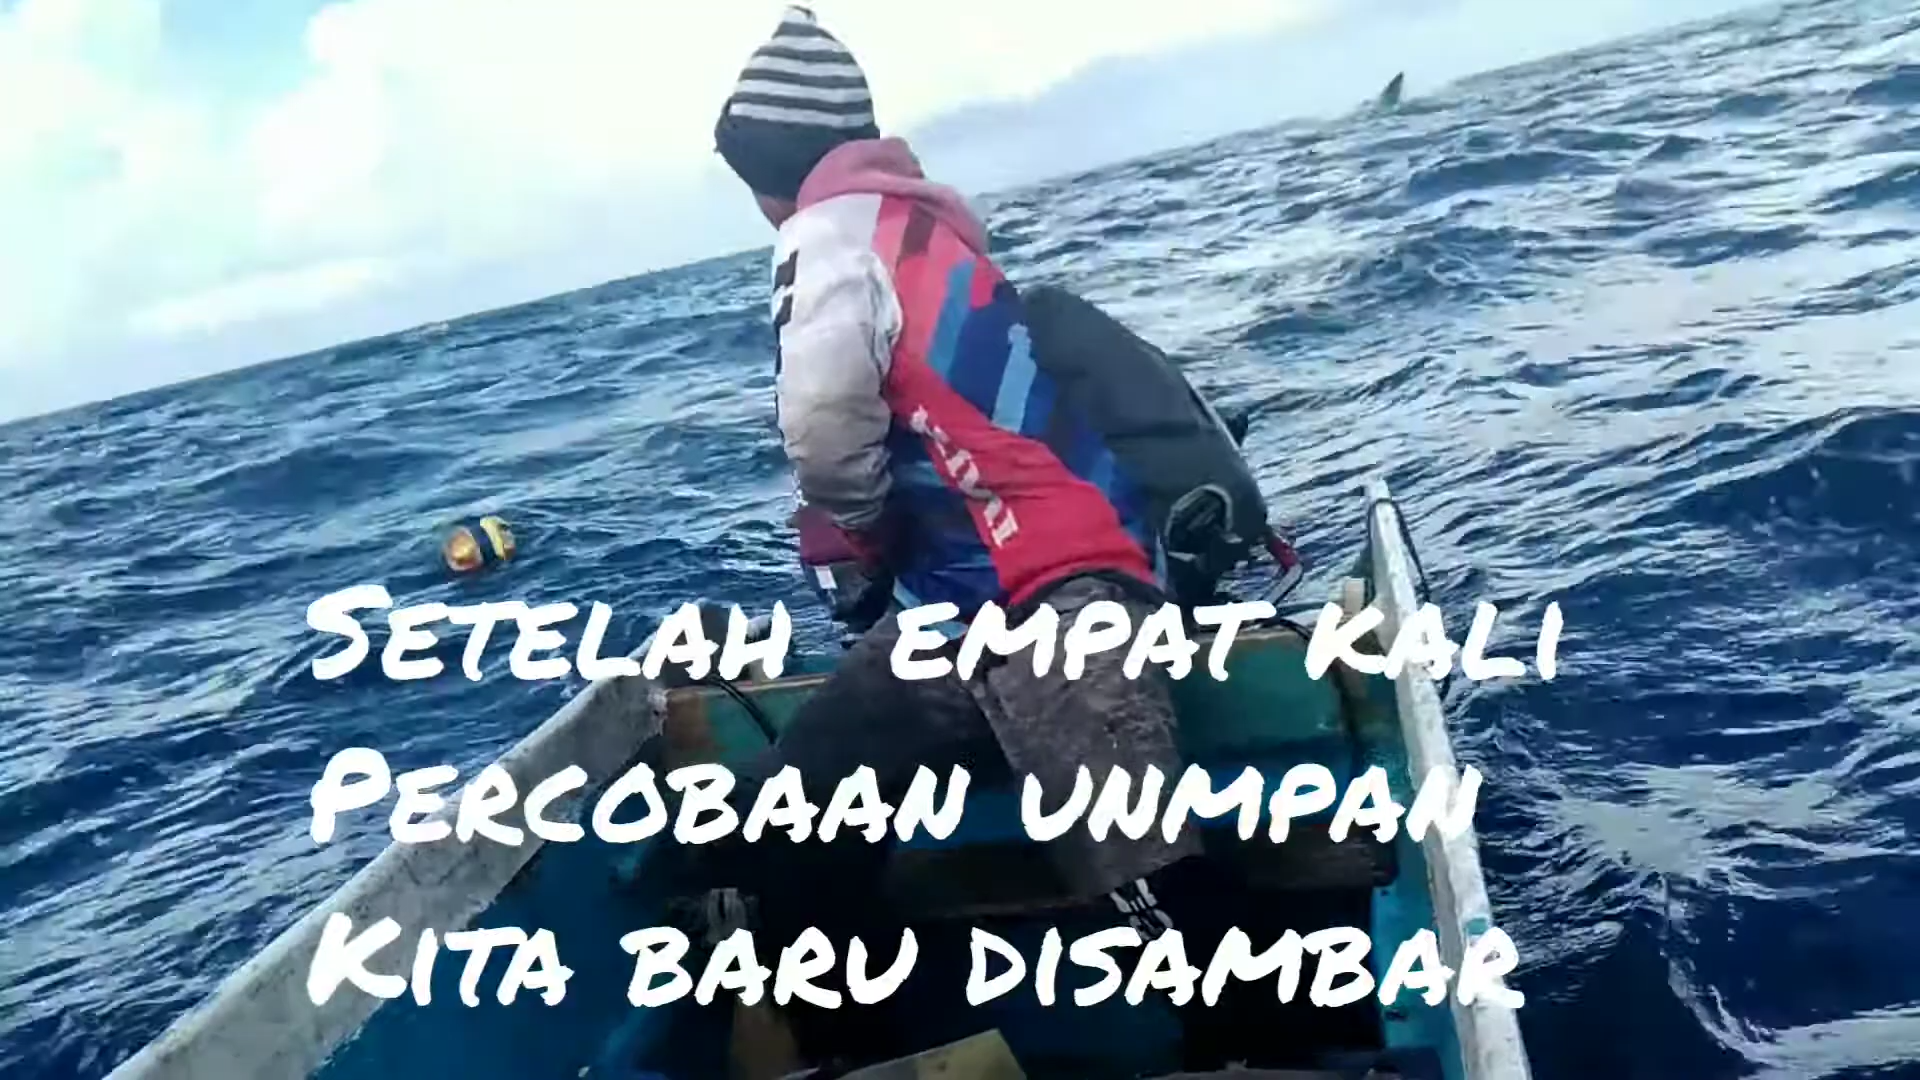 Setelah empat kali
Percobaan unmpan
Kita baru disambar